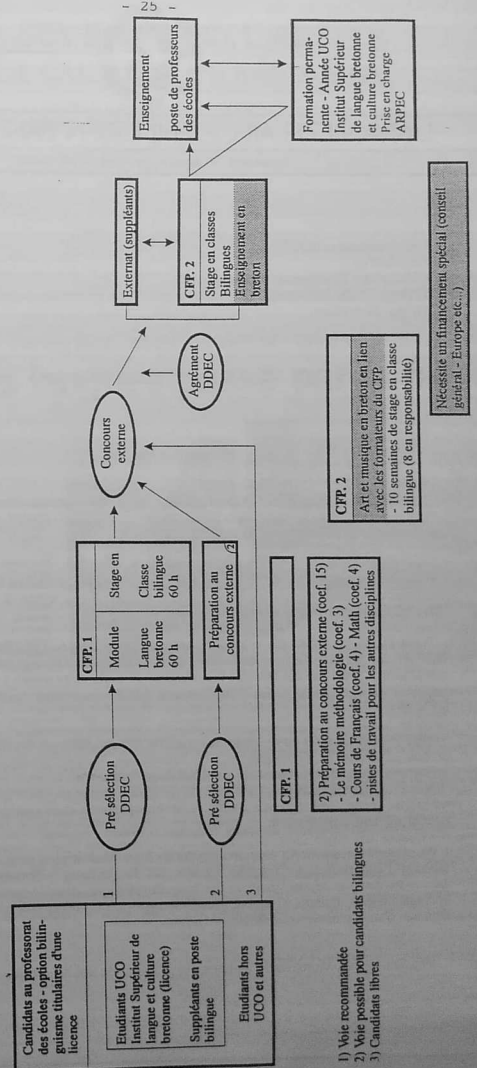 - 25 -
Candidats au professorat
des écoles - option bilin-
guisme titulaires d'une
licence
Etudiants UCO
Institut Supérieur de
langue et culture
bretonne (licence)
Suppléants en poste
bilingue
Etudiants hors
UCO et autres
1
2
3
Pré sélection
DDEC
Pré sélection
DDEC
CFP. 1
Module
Langue
bretonne
60 h
Stage en
Classe
bilingue
60 h
Préparation au
concours externe
2
Concours
externe
Agrément
DDEC
Externat (suppléants)
CFP. 2
Stage en classes
Bilingues
Enseignement en
breton
Enseignement
poste de professeurs
des écoles
Formation perma-
nente - Année UCO
Institut Supérieur
de langue bretonne
et culture bretonne
Prise en charge
ARPEC
1) Voie recommandée
2) Voie possible pour candidats bilingues
3) Candidats libres
CFP. 1
2) Préparation au concours externe (coef. 15)
- Le mémoire méthodologie (coef. 3)
- Cours de Français (coef. 4) - Math (coef. 4)
- pistes de travail pour les autres disciplines
CFP. 2
Art et musique en breton en lien
avec les formateurs du CFP
- 10 semaines de stage en classe
bilingue (8 en responsabilité)
Nécessite un financement spécial (conseil
général - Europe etc...)